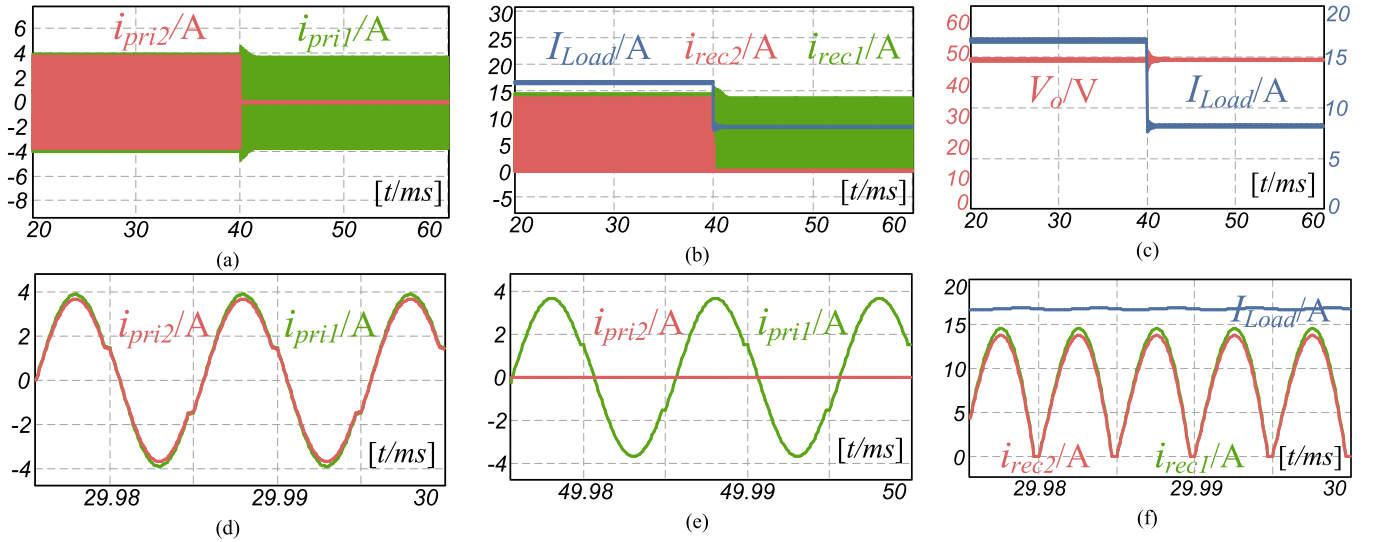 6
4
2
0
-2
-4
-6
-8
i_pri2/A
i_pri1/A
[t/ms]
20
30
40
50
60
(a)
30
25
20
15
10
5
0
-5
I_Load/A
i_rec2/A
i_rec1/A
[t/ms]
20
30
40
50
60
(b)
60
50
40
30
20
10
0
V_o/V
I_Load/A
20
15
10
5
0
[t/ms]
20
30
40
50
60
(c)
4
2
0
-2
-4
i_pri2/A
i_pri1/A
[t/ms]
29.98
29.99
30
(d)
4
2
0
-2
-4
i_pri2/A
i_pri1/A
[t/ms]
49.98
49.99
50
(e)
20
15
10
5
0
I_Load/A
i_rec2/A
i_rec1/A
[t/ms]
29.98
29.99
30
(f)